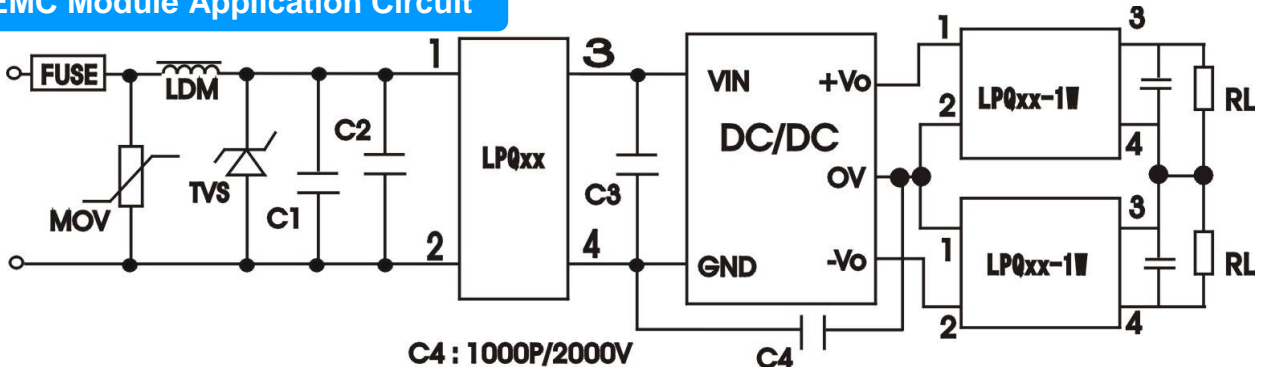 EMC Module Application Circuit
FUSE
LDM
MOV
TVS
C1
C2
1
2
LPQxx
3
4
C3
VIN
+Vo
DC/DC
OV
GND
-Vo
C4
C4 : 1000P/2000V
1
2
LPQxx-1W
3
4
RL
1
2
LPQxx-1W
3
4
RL